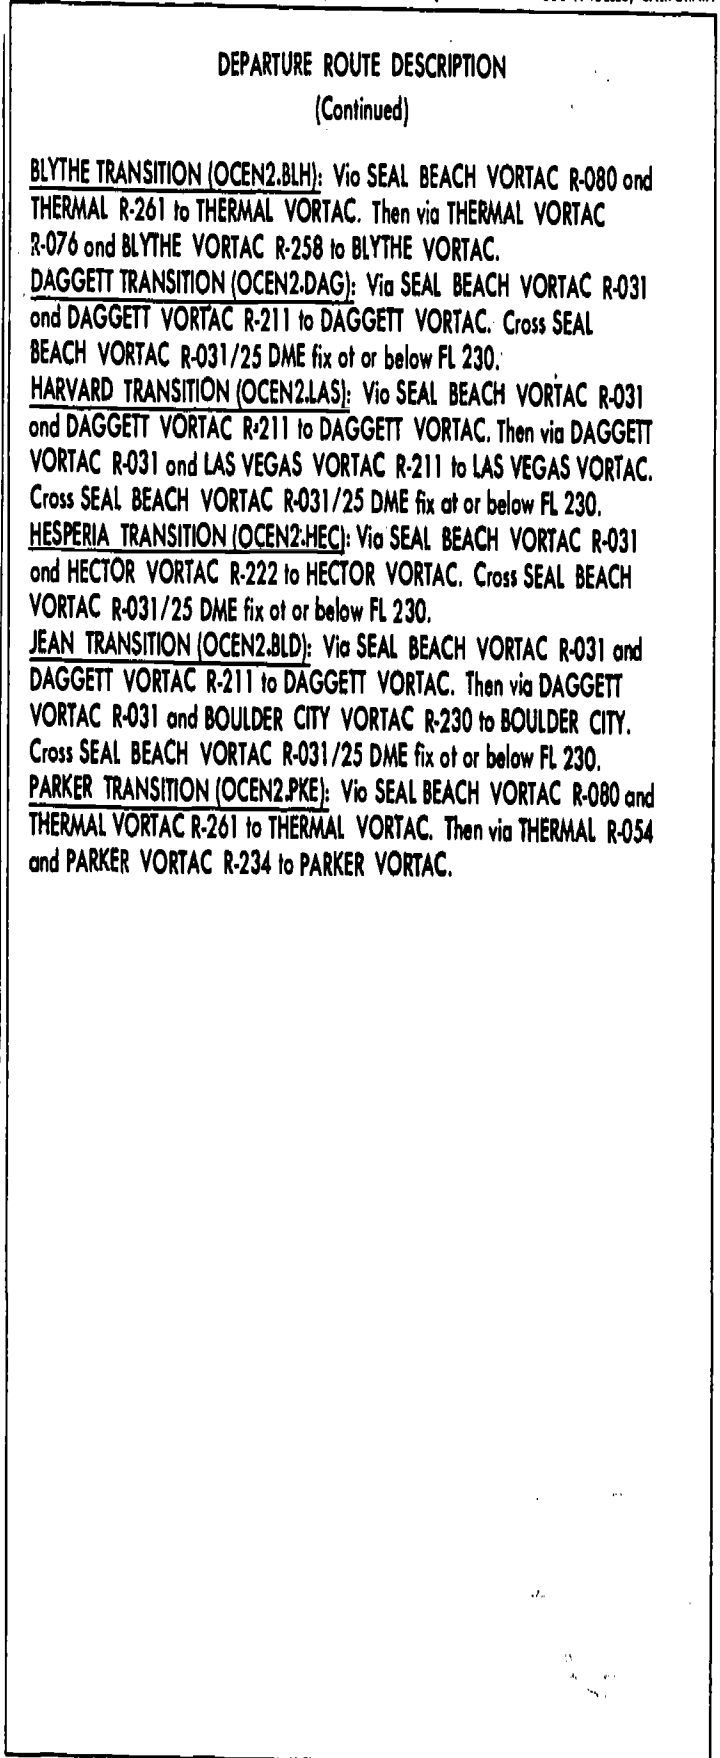 DEPARTURE ROUTE DESCRIPTION
(Continued)
BLYTHE TRANSITION (OCEN2.BLH): Via SEAL BEACH VORTAC R-080 and
THERMAL R-261 to THERMAL VORTAC. Then via THERMAL VORTAC
R-076 and BLYTHE VORTAC R-258 to BLYTHE VORTAC.
DAGGETT TRANSITION (OCEN2.DAG): Via SEAL BEACH VORTAC R-031
and DAGGETT VORTAC R-211 to DAGGETT VORTAC. Cross SEAL
BEACH VORTAC R-031/25 DME fix at or below FL 230.
HARVARD TRANSITION (OCEN2.LAS): Via SEAL BEACH VORTAC R-031
and DAGGETT VORTAC R-211 to DAGGETT VORTAC. Then via DAGGETT
VORTAC R-031 and LAS VEGAS VORTAC R-211 to LAS VEGAS VORTAC.
Cross SEAL BEACH VORTAC R-031/25 DME fix at or below FL 230.
HESPERIA TRANSITION (OCEN2.HEC): Via SEAL BEACH VORTAC R-031
and HECTOR VORTAC R-222 to HECTOR VORTAC. Cross SEAL BEACH
VORTAC R-031/25 DME fix at or below FL 230.
JEAN TRANSITION (OCEN2.BLD): Via SEAL BEACH VORTAC R-031 and
DAGGETT VORTAC R-211 to DAGGETT VORTAC. Then via DAGGETT
VORTAC R-031 and BOULDER CITY VORTAC R-230 to BOULDER CITY.
Cross SEAL BEACH VORTAC R-031/25 DME fix at or below FL 230.
PARKER TRANSITION (OCEN2.PKE): Via SEAL BEACH VORTAC R-080 and
THERMAL VORTAC R-261 to THERMAL VORTAC. Then via THERMAL R-054
and PARKER VORTAC R-234 to PARKER VORTAC.